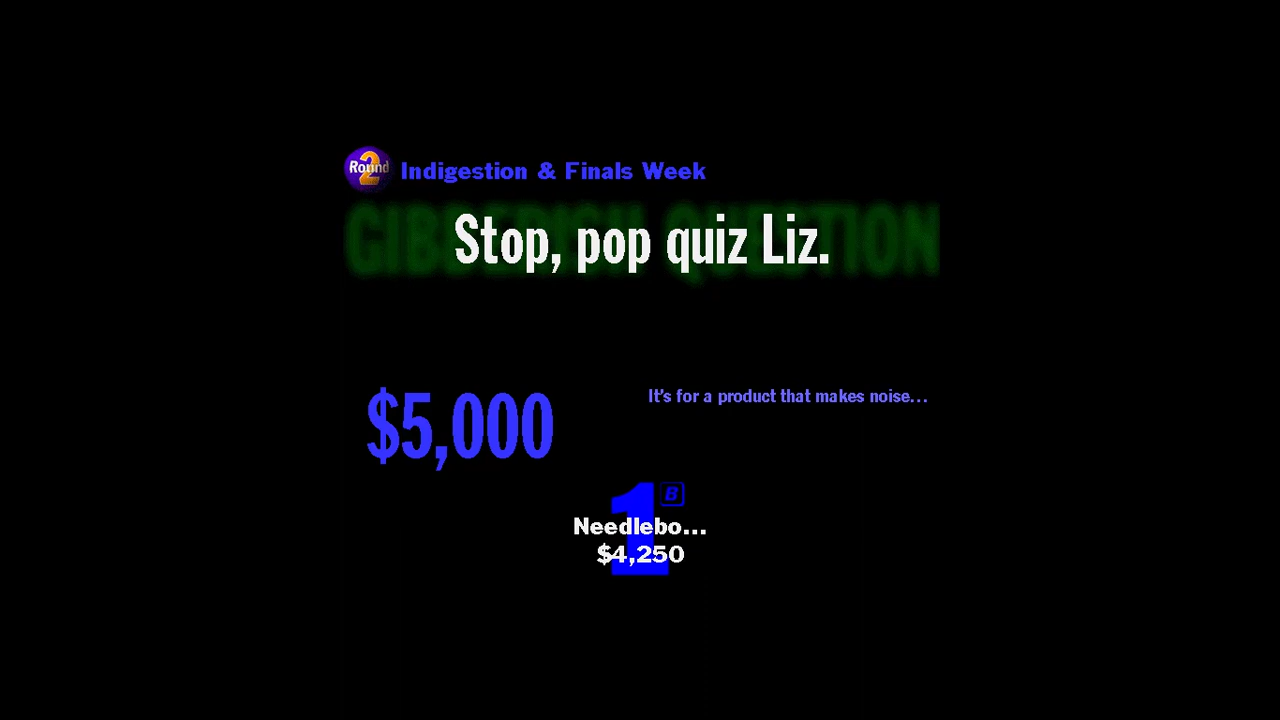 Round 2 Indigestion & Finals Week
GIBBERISH QUESTION
Stop, pop quiz Liz.
$5,000
It's for a product that makes noise...
1 B
Needlebo...
$4,250